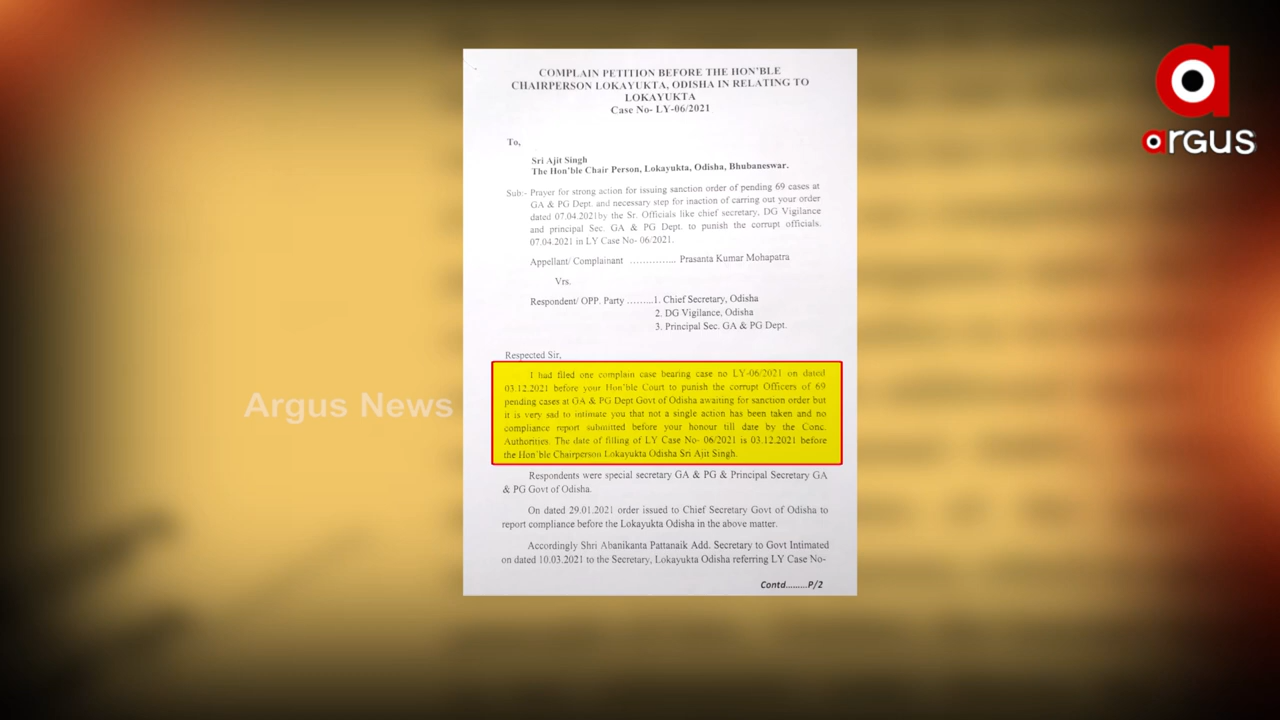 COMPLAIN PETITION BEFORE THE HON'BLE
CHAIRPERSON LOKAYUKTA, ODISHA IN RELATING TO
LOKAYUKTA
Case No- LY-06/2021
To,
Sri Ajit Singh
The Hon'ble Chair Person, Lokayukta, Odisha, Bhubaneswar.
Sub:- Prayer for strong action for issuing sanction order of pending 69 cases at
GA & PG Dept. and necessary step for inaction of carring out your order
dated 07.04.2021by the Sr. Officials like chief secretary, DG Vigilance
and principal Sec. GA & PG Dept. to punish the corrupt officials.
07.04.2021 in LY Case No- 06/2021.
Appellant/ Complainant .............. Prasanta Kumar Mohapatra
Vrs.
Respondent/ OPP. Party .........1. Chief Secretary, Odisha
2. DG Vigilance, Odisha
3. Principal Sec. GA & PG Dept.
Respected Sir,
I had filed one complain case bearing case no LY-06/2021 on dated
03.12.2021 before your Hon'ble Court to punish the corrupt Officers of 69
pending cases at GA & PG Dept Govt of Odisha awaiting for sanction order but
it is very sad to intimate you that not a single action has been taken and no
compliance report submitted before your honour till date by the Conc.
Authorities. The date of filling of LY Case No- 06/2021 is 03.12.2021 before
the Hon'ble Chairperson Lokayukta Odisha Sri Ajit Singh.
Respondents were special secretary GA & PG & Principal Secretary GA
& PG Govt of Odisha.
On dated 29.01.2021 order issued to Chief Secretary Govt of Odisha to
report compliance before the Lokayukta Odisha in the above matter.
Accordingly Shri Abanikanta Pattanaik Add. Secretary to Govt Intimated
on dated 10.03.2021 to the Secretary, Lokayukta Odisha referring LY Case No-
Contd.........P/2
Argus News
argus